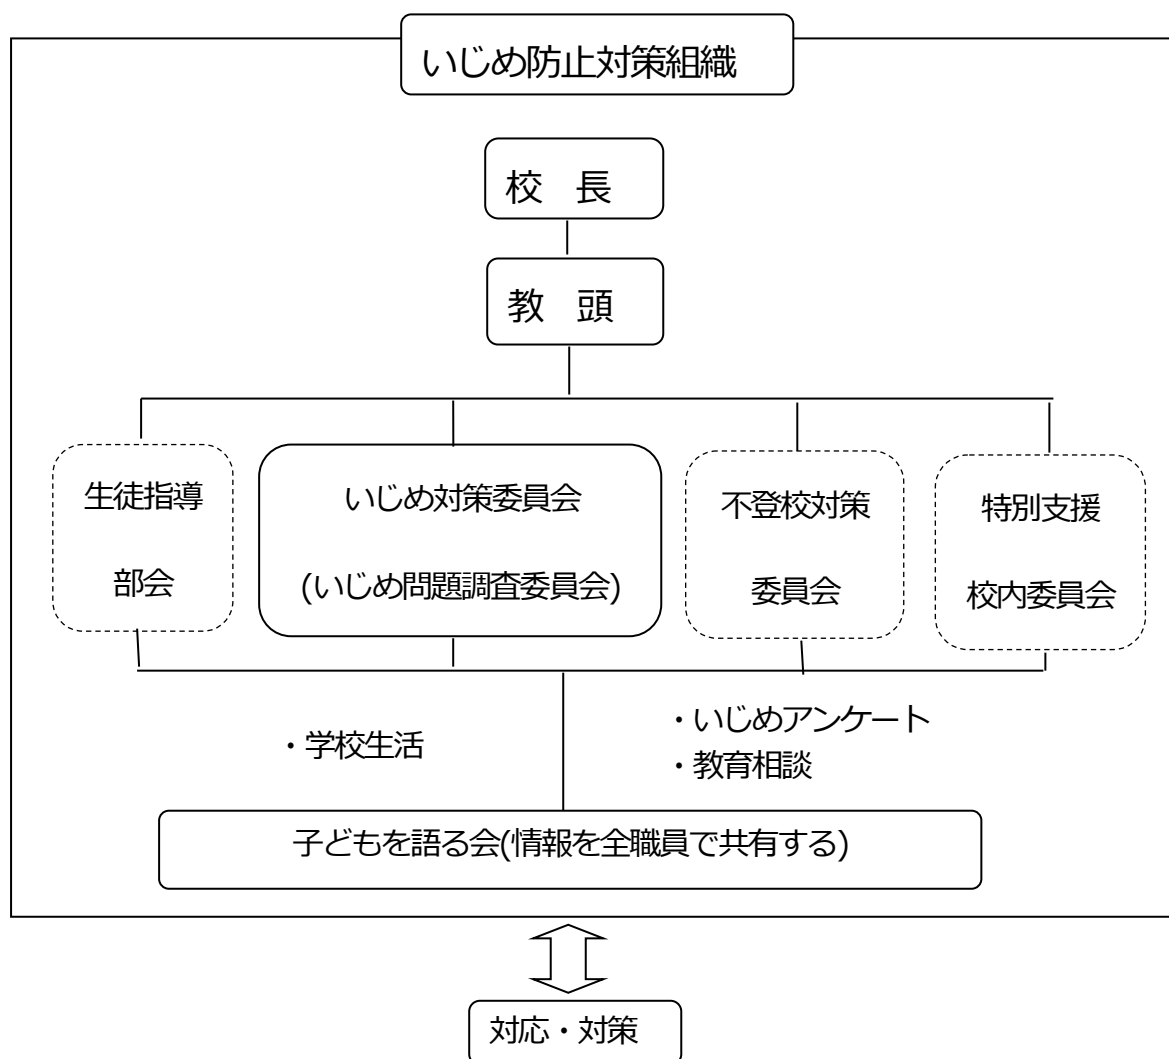 いじめ防止対策組織
校　長
教　頭
生徒指導
部会
いじめ対策委員会
(いじめ問題調査委員会)
不登校対策
委員会
特別支援
校内委員会
・学校生活
・いじめアンケート
・教育相談
子どもを語る会(情報を全職員で共有する)
対応・対策